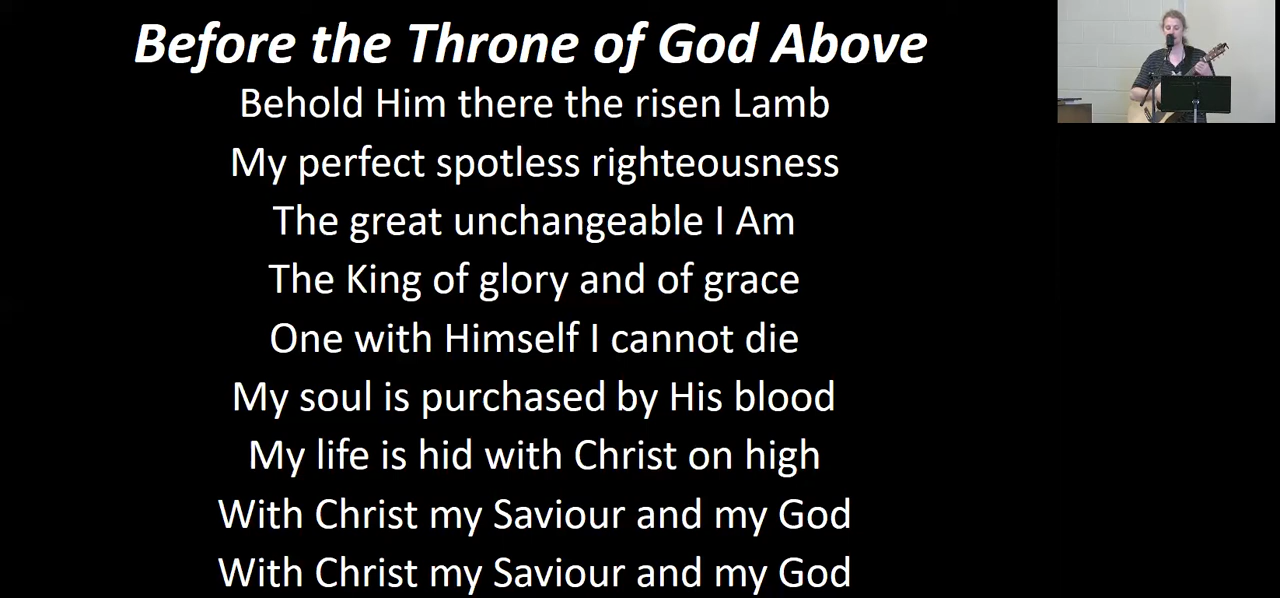 Before the Throne of God Above
Behold Him there the risen Lamb
My perfect spotless righteousness
The great unchangeable I Am
The King of glory and of grace
One with Himself I cannot die
My soul is purchased by His blood
My life is hid with Christ on high
With Christ my Saviour and my God
With Christ my Saviour and my God